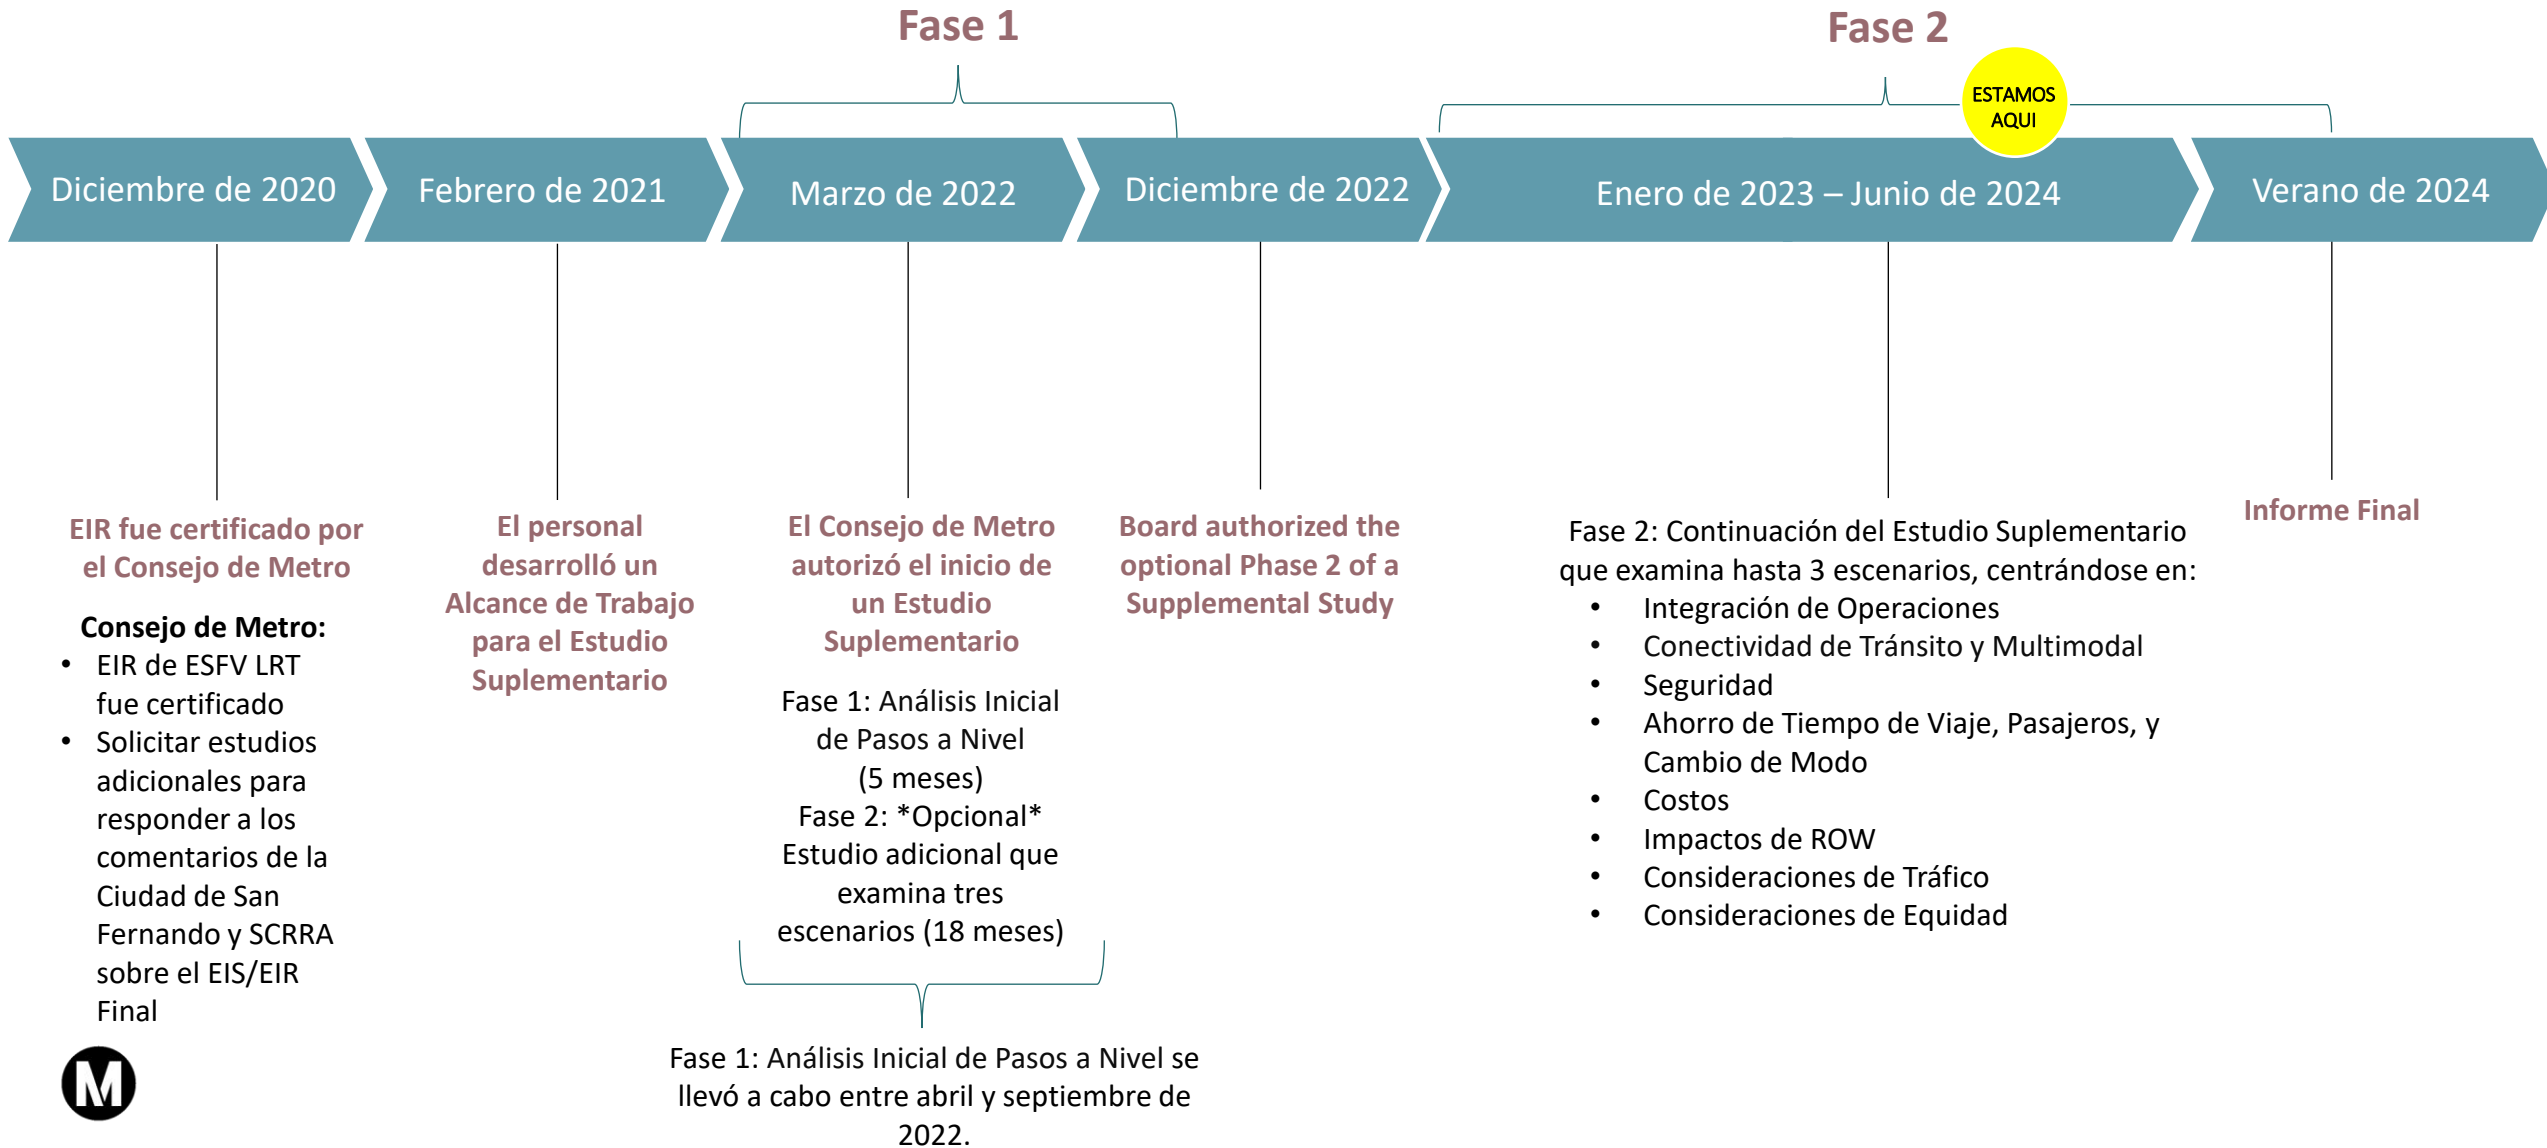 Fase 1
Fase 2
ESTAMOS
AQUI
Diciembre de 2020
Febrero de 2021
Marzo de 2022
Diciembre de 2022
Enero de 2023 – Junio de 2024
Verano de 2024
EIR fue certificado por
el Consejo de Metro
Consejo de Metro:
• EIR de ESFV LRT
fue certificado
• Solicitar estudios
adicionales para
responder a los
comentarios de la
Ciudad de San
Fernando y SCRRA
sobre el EIS/EIR
Final
El personal
desarrolló un
Alcance de Trabajo
para el Estudio
Suplementario
El Consejo de Metro
autorizó el inicio de
un Estudio
Suplementario
Fase 1: Análisis Inicial
de Pasos a Nivel
(5 meses)
Fase 2: *Opcional*
Estudio adicional que
examina tres
escenarios (18 meses)
Fase 1: Análisis Inicial de Pasos a Nivel se
llevó a cabo entre abril y septiembre de
2022.
Board authorized the
optional Phase 2 of a
Supplemental Study
Fase 2: Continuación del Estudio Suplementario
que examina hasta 3 escenarios, centrándose en:
• Integración de Operaciones
• Conectividad de Tránsito y Multimodal
• Seguridad
• Ahorro de Tiempo de Viaje, Pasajeros, y
Cambio de Modo
• Costos
• Impactos de ROW
• Consideraciones de Tráfico
• Consideraciones de Equidad
Informe Final
M